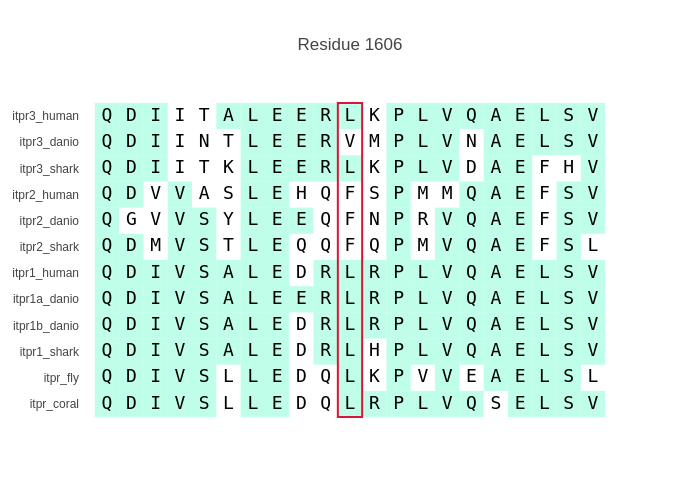 Residue 1606
itpr3_human Q D I I T A L E E R L K P L V Q A E L S V
itpr3_danio Q D I I N T L E E R V M P L V N A E L S V
itpr3_shark Q D I I T K L E E R L K P L V D A E F H V
itpr2_human Q D V V A S L E H Q F S P M M Q A E F S V
itpr2_danio Q G V V S Y L E E Q F N P R V Q A E F S V
itpr2_shark Q D M V S T L E Q Q F Q P M V Q A E F S L
itpr1_human Q D I V S A L E D R L R P L V Q A E L S V
itpr1a_danio Q D I V S A L E E R L R P L V Q A E L S V
itpr1b_danio Q D I V S A L E D R L R P L V Q A E L S V
itpr1_shark Q D I V S A L E D R L H P L V Q A E L S V
itpr_fly Q D I V S L L E D Q L K P V V E A E L S L
itpr_coral Q D I V S L L E D Q L R P L V Q S E L S V